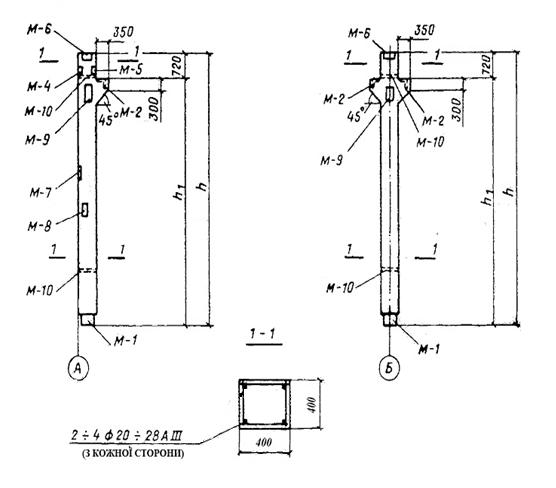 М-6
350
1
1
М-4
М-5
М-10
М-2
М-9
45°
720
300
М-7
М-8
h₁
h
1
1
М-10
М-1
А
М-6
350
1
1
М-2
М-2
45°
М-10
М-9
720
300
h₁
h
1
1
М-10
М-1
Б
1-1
400
400
2÷4 ф 20÷28 А III
(З КОЖНОЇ СТОРОНИ)